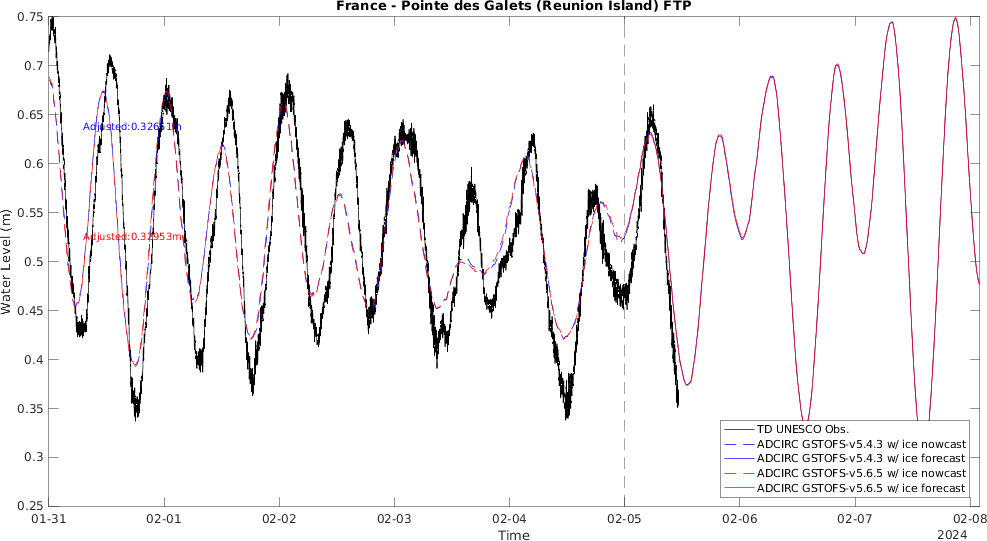 France - Pointe des Galets (Reunion Island) FTP
Water Level (m)
0.75
0.7
0.65
0.6
0.55
0.5
0.45
0.4
0.35
0.3
0.25
Adjusted:0.32651m
Adjusted:0.32953m
TD UNESCO Obs.
ADCIRC GSTOFS-v5.4.3 w/ ice nowcast
ADCIRC GSTOFS-v5.4.3 w/ ice forecast
ADCIRC GSTOFS-v5.6.5 w/ ice nowcast
ADCIRC GSTOFS-v5.6.5 w/ ice forecast
01-31 02-01 02-02 02-03 02-04 02-05 02-06 02-07 02-08
Time
2024